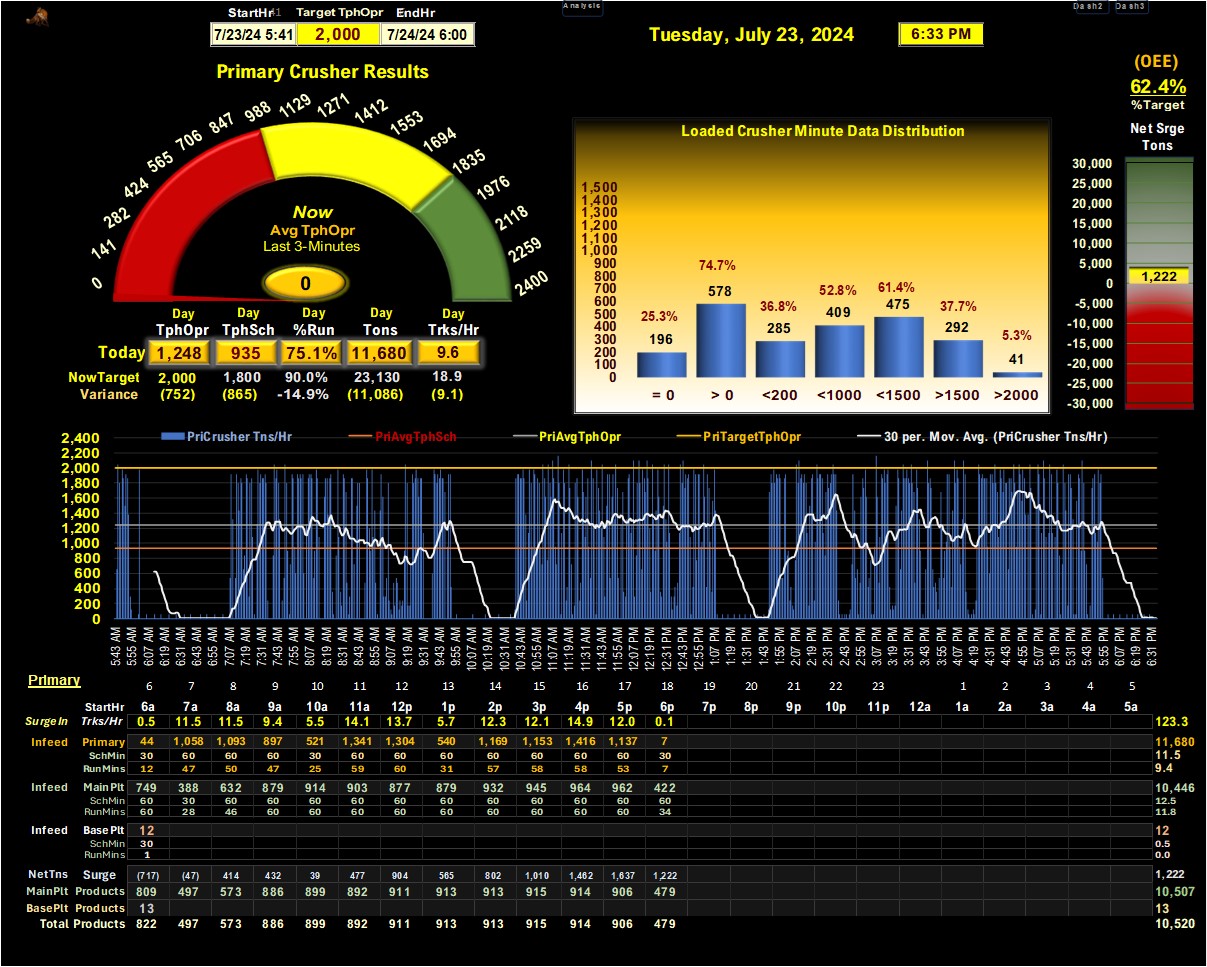 Analysis Dash2 Dash3
StartHr Target TphOpr EndHr
7/23/24 5:41 2,000 7/24/24 6:00
Tuesday, July 23, 2024 6:33 PM
(OEE)
62.4%
%Target
Primary Crusher Results
0 141 282 424 565 706 847 988 1129 1271 1412 1553 1694 1835 1976 2118 2259 2400
Now
Avg TphOpr
Last 3-Minutes
0
Day Day Day Day Day
TphOpr TphSch %Run Tons Trks/Hr
Today 1,248 935 75.1% 11,680 9.6
NowTarget 2,000 1,800 90.0% 23,130 18.9
Variance (752) (865) -14.9% (11,086) (9.1)
Loaded Crusher Minute Data Distribution
1,500
1,400
1,300
1,200
1,100
1,000
900
800
700
600
500
400
300
200
100
0
25.3% 74.7% 36.8% 52.8% 61.4% 37.7% 5.3%
196 578 285 409 475 292 41
= 0 > 0 <200 <1000 <1500 >1500 >2000
Net Srge
Tons
30,000
25,000
20,000
15,000
10,000
5,000
0
-5,000
-10,000
-15,000
-20,000
-25,000
-30,000
1,222
PriCrusher Tns/Hr PriAvgTphSch PriAvgTphOpr PriTargetTphOpr 30 per. Mov. Avg. (PriCrusher Tns/Hr)
2,400
2,200
2,000
1,800
1,600
1,400
1,200
1,000
800
600
400
200
0
5:43 AM 5:55 AM 6:07 AM 6:19 AM 6:31 AM 6:43 AM 6:55 AM 7:07 AM 7:19 AM 7:31 AM 7:43 AM 7:55 AM 8:07 AM 8:19 AM 8:31 AM 8:43 AM 8:55 AM 9:07 AM 9:19 AM 9:31 AM 9:43 AM 9:55 AM 10:07 AM 10:19 AM 10:31 AM 10:43 AM 10:55 AM 11:07 AM 11:19 AM 11:31 AM 11:43 AM 11:55 AM 12:07 PM 12:19 PM 12:31 PM 12:43 PM 12:55 PM 1:07 PM 1:19 PM 1:31 PM 1:43 PM 1:55 PM 2:07 PM 2:19 PM 2:31 PM 2:43 PM 2:55 PM 3:07 PM 3:19 PM 3:31 PM 3:43 PM 3:55 PM 4:07 PM 4:19 PM 4:31 PM 4:43 PM 4:55 PM 5:07 PM 5:19 PM 5:31 PM 5:43 PM 5:55 PM 6:07 PM 6:19 PM 6:31 PM
Primary
6 7 8 9 10 11 12 13 14 15 16 17 18 19 20 21 22 23 1 2 3 4 5
StartHr 6a 7a 8a 9a 10a 11a 12p 1p 2p 3p 4p 5p 6p 7p 8p 9p 10p 11p 12a 1a 2a 3a 4a 5a
SurgeIn Trks/Hr 0.5 11.5 11.5 9.4 5.5 14.1 13.7 5.7 12.3 12.1 14.9 12.0 0.1 123.3
Infeed Primary 44 1,058 1,093 897 521 1,341 1,304 540 1,169 1,153 1,416 1,137 7 11,680
SchMin 30 60 60 60 30 60 60 30 60 60 60 60 30 11.5
RunMins 12 47 50 47 25 59 60 31 57 58 58 53 7 9.4
Infeed MainPlt 749 388 632 879 914 903 877 879 932 945 964 962 422 10,446
SchMin 60 30 60 60 60 60 60 60 60 60 60 60 60 12.5
RunMins 60 28 46 60 60 60 60 60 60 60 60 60 34 11.8
Infeed Base Plt 12 12
SchMin 30 0.5
RunMins 1 0.0
NetTns Surge (717) (47) 414 432 39 477 904 565 802 1,010 1,462 1,637 1,222 1,222
MainPlt Products 809 497 573 886 899 892 911 913 913 915 914 906 479 10,507
BasePlt Products 13 13
Total Products 822 497 573 886 899 892 911 913 913 915 914 906 479 10,520